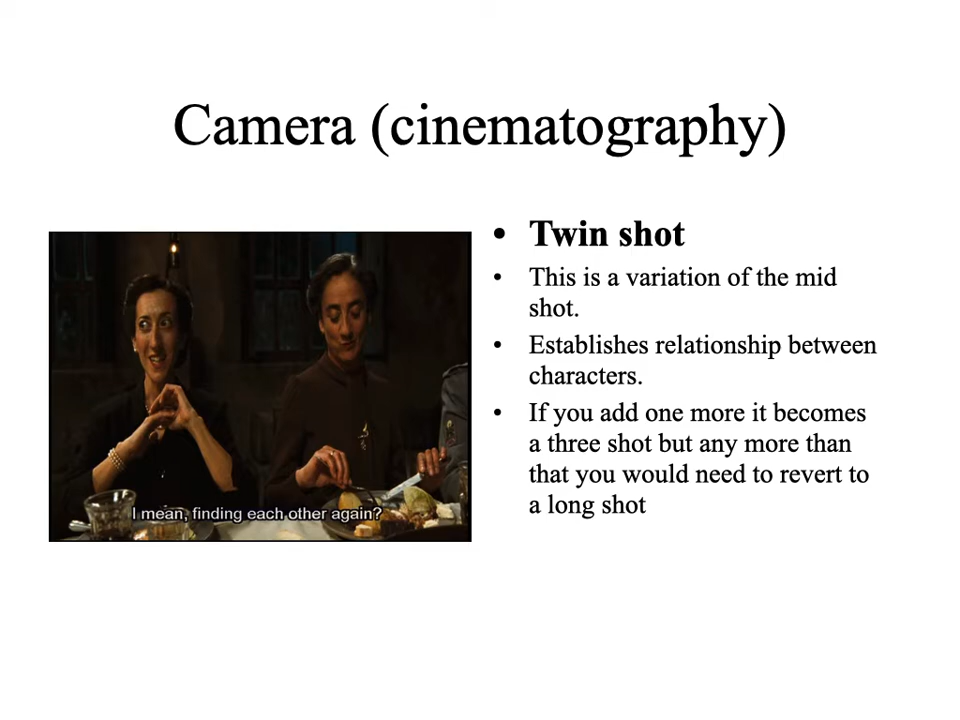 Camera (cinematography)
• Twin shot
• This is a variation of the mid
shot.
• Establishes relationship between
characters.
• If you add one more it becomes
a three shot but any more than
that you would need to revert to
a long shot
I mean, finding each other again?